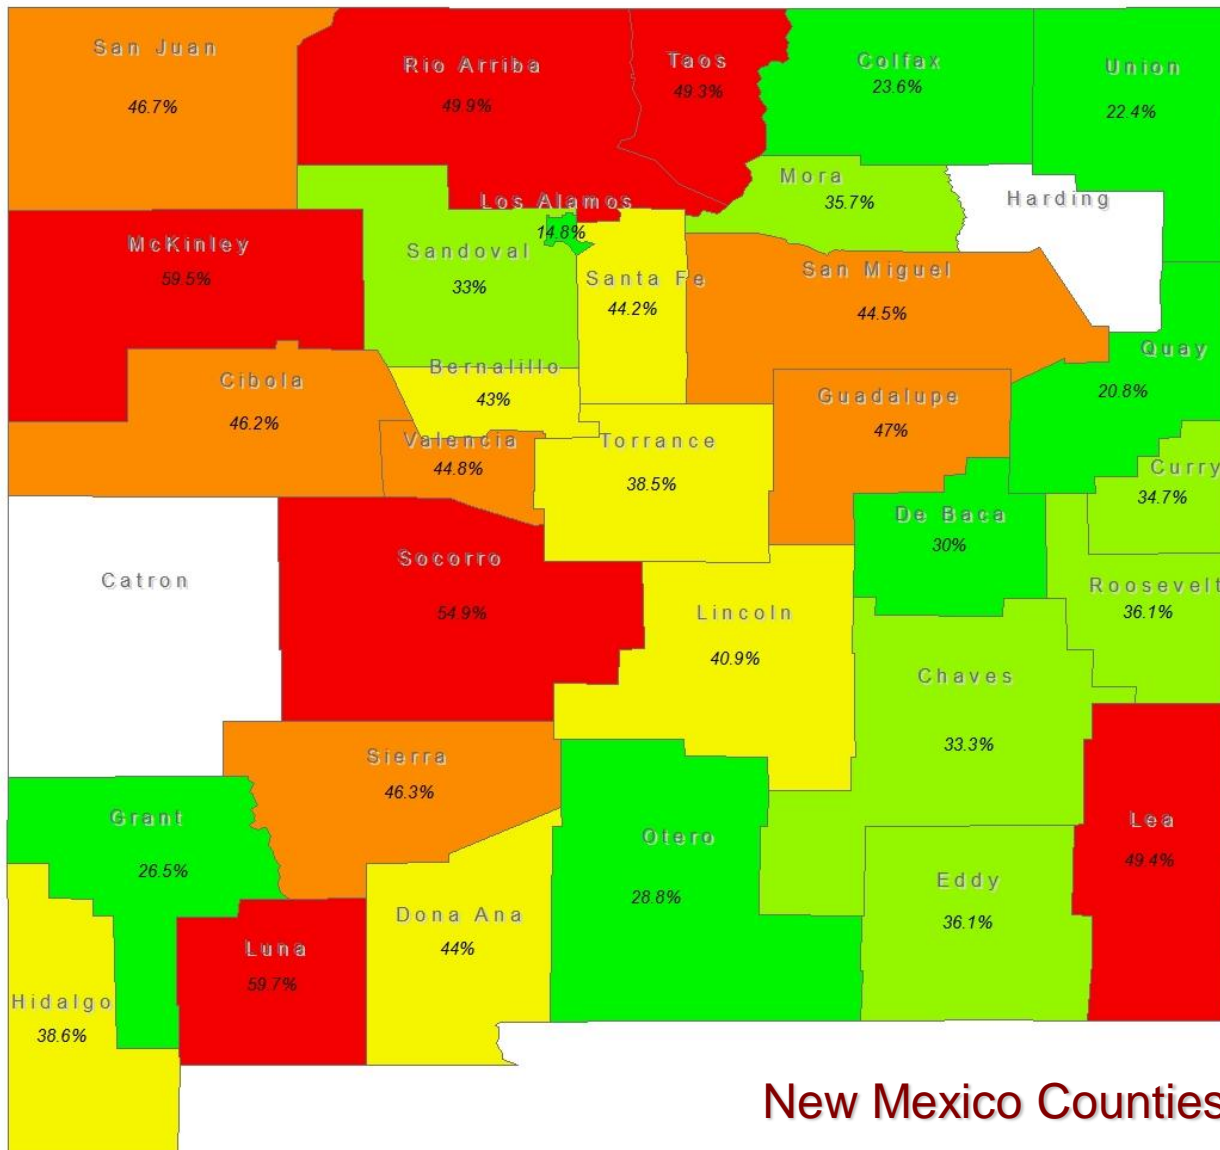 San Juan
46.7%
Rio Arriba
49.9%
Taos
49.3%
Colfax
23.6%
Union
22.4%
Mora
35.7%
Harding
Los Alamos
14.8%
McKinley
59.5%
Sandoval
33%
Santa Fe
44.2%
San Miguel
44.5%
Quay
20.8%
Bernalillo
43%
Cibola
46.2%
Guadalupe
47%
Valencia
44.8%
Torrance
38.5%
Curry
34.7%
De Baca
30%
Catron
Socorro
54.9%
Roosevelt
36.1%
Lincoln
40.9%
Chaves
33.3%
Sierra
46.3%
Grant
26.5%
Otero
28.8%
Lea
49.4%
Eddy
36.1%
Dona Ana
44%
Luna
59.7%
Hidalgo
38.6%
New Mexico Counties